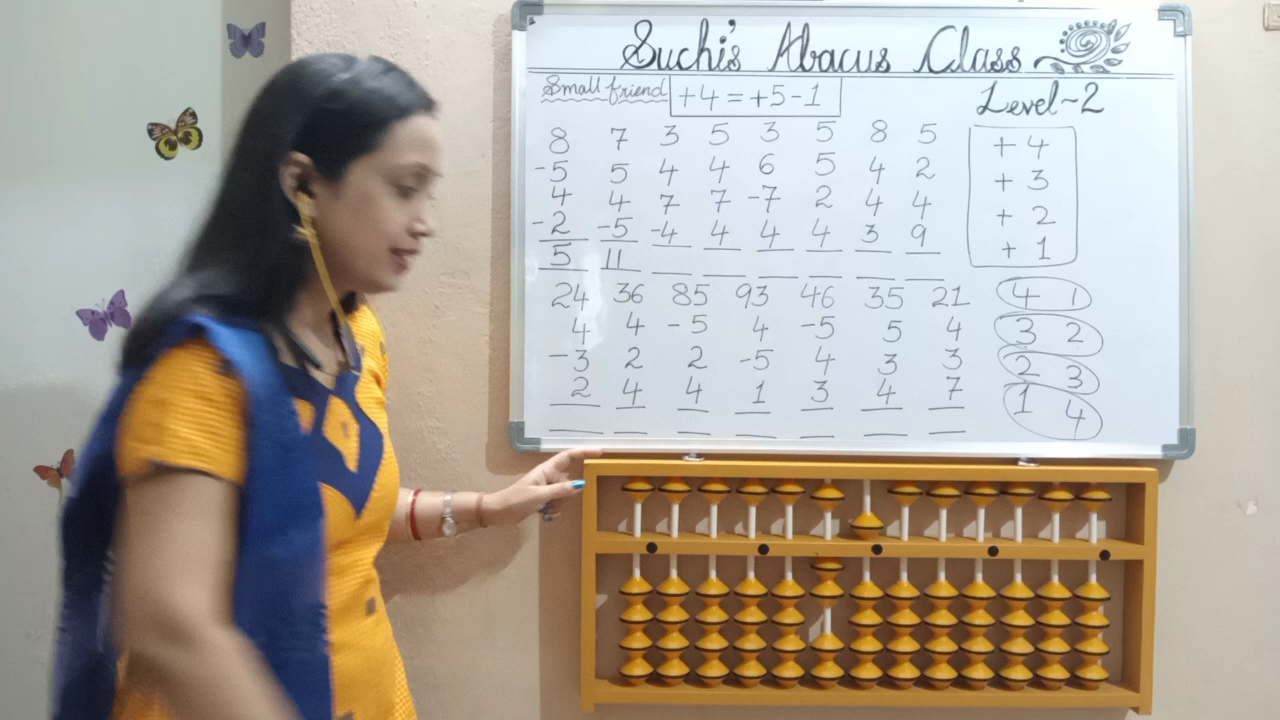 Suchi's Abacus Class
Small friend +4 = +5 - 1 Level-2
8 7 3 5 3 5 8 5 + 4
-5 5 4 4 6 5 4 2 + 3
4 4 7 7 -7 2 4 4 + 2
-2 -5 -4 4 4 4 3 9 + 1
5 11
24 36 85 93 46 35 21 4 1
4 4 -5 4 -5 5 4 3 2
-3 2 2 -5 4 3 3 2 3
2 4 4 1 3 4 7 1 4